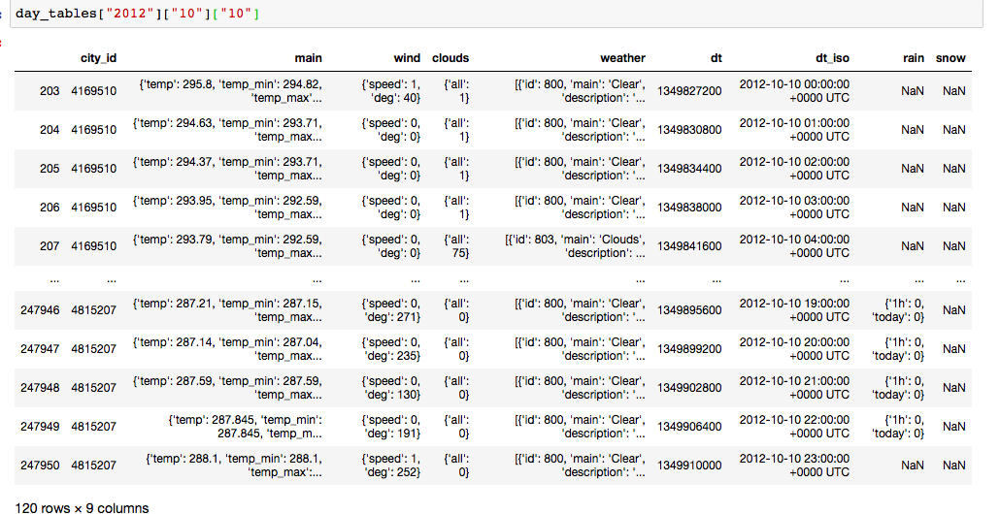 day_tables["2012"]["10"]["10"]
city_id main wind clouds weather dt dt_iso rain snow
203 4169510 {'temp': 295.8, 'temp_min': 294.82, 'temp_max'... {'speed': 1, 'deg': 40} {'all': 1} [{'id': 800, 'main': 'Clear', 'description': '... 1349827200 2012-10-10 00:00:00 +0000 UTC NaN NaN
204 4169510 {'temp': 294.63, 'temp_min': 293.71, 'temp_max... {'speed': 0, 'deg': 0} {'all': 1} [{'id': 800, 'main': 'Clear', 'description': '... 1349830800 2012-10-10 01:00:00 +0000 UTC NaN NaN
205 4169510 {'temp': 294.37, 'temp_min': 293.71, 'temp_max... {'speed': 0, 'deg': 0} {'all': 1} [{'id': 800, 'main': 'Clear', 'description': '... 1349834400 2012-10-10 02:00:00 +0000 UTC NaN NaN
206 4169510 {'temp': 293.95, 'temp_min': 292.59, 'temp_max... {'speed': 0, 'deg': 0} {'all': 1} [{'id': 800, 'main': 'Clear', 'description': '... 1349838000 2012-10-10 03:00:00 +0000 UTC NaN NaN
207 4169510 {'temp': 293.79, 'temp_min': 292.59, 'temp_max... {'speed': 0, 'deg': 0} {'all': 75} [{'id': 803, 'main': 'Clouds', 'description': ... 1349841600 2012-10-10 04:00:00 +0000 UTC NaN NaN
... ... ... ... ... ... ... ... ... ...
247946 4815207 {'temp': 287.21, 'temp_min': 287.15, 'temp_max... {'speed': 0, 'deg': 271} {'all': 0} [{'id': 800, 'main': 'Clear', 'description': '... 1349895600 2012-10-10 19:00:00 +0000 UTC {'1h': 0, 'today': 0} NaN
247947 4815207 {'temp': 287.14, 'temp_min': 287.04, 'temp_max... {'speed': 0, 'deg': 235} {'all': 0} [{'id': 800, 'main': 'Clear', 'description': '... 1349899200 2012-10-10 20:00:00 +0000 UTC {'1h': 0, 'today': 0} NaN
247948 4815207 {'temp': 287.59, 'temp_min': 287.59, 'temp_max... {'speed': 0, 'deg': 130} {'all': 0} [{'id': 800, 'main': 'Clear', 'description': '... 1349902800 2012-10-10 21:00:00 +0000 UTC {'1h': 0, 'today': 0} NaN
247949 4815207 {'temp': 287.845, 'temp_min': 287.845, 'temp_m... {'speed': 0, 'deg': 191} {'all': 0} [{'id': 800, 'main': 'Clear', 'description': '... 1349906400 2012-10-10 22:00:00 +0000 UTC {'1h': 0, 'today': 0} NaN
247950 4815207 {'temp': 288.1, 'temp_min': 288.1, 'temp_max':... {'speed': 1, 'deg': 252} {'all': 0} [{'id': 800, 'main': 'Clear', 'description': '... 1349910000 2012-10-10 23:00:00 +0000 UTC NaN NaN
120 rows × 9 columns